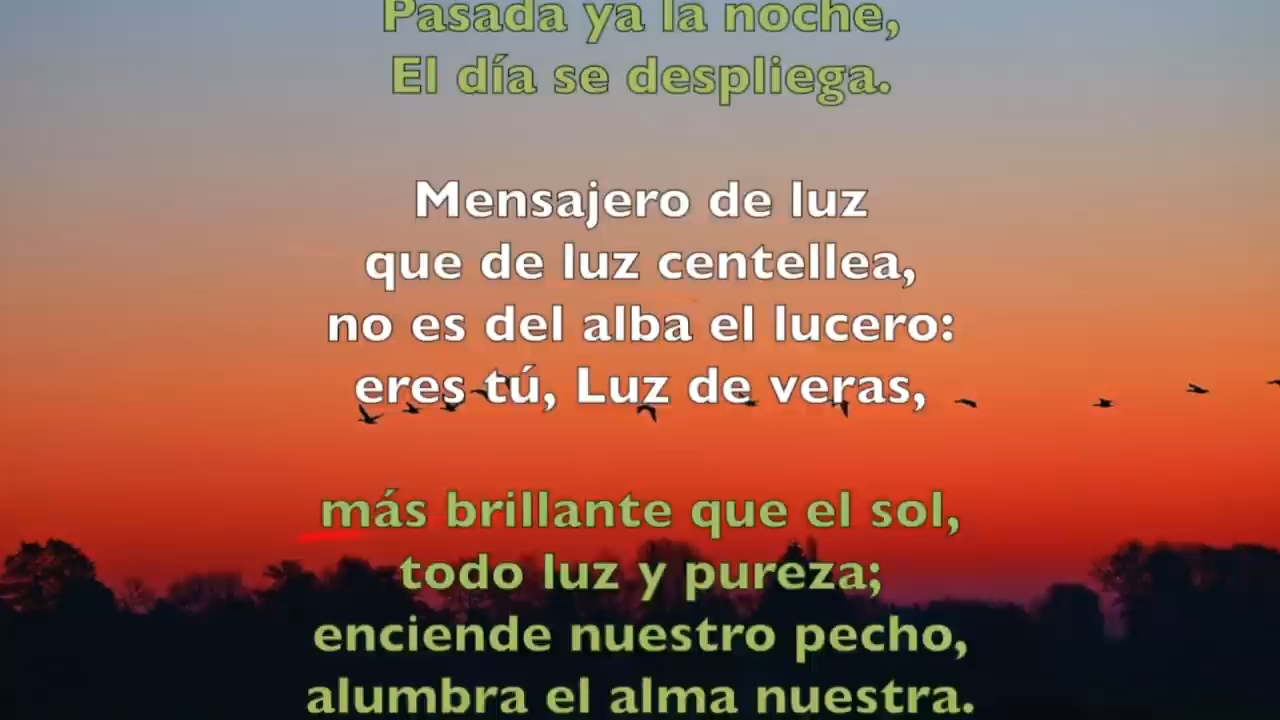 Pasada ya la noche,
El día se despliega.
Mensajero de luz
que de luz centellea,
no es del alba el lucero:
eres tú, Luz de veras,
más brillante que el sol,
todo luz y pureza;
enciende nuestro pecho,
alumbra el alma nuestra.